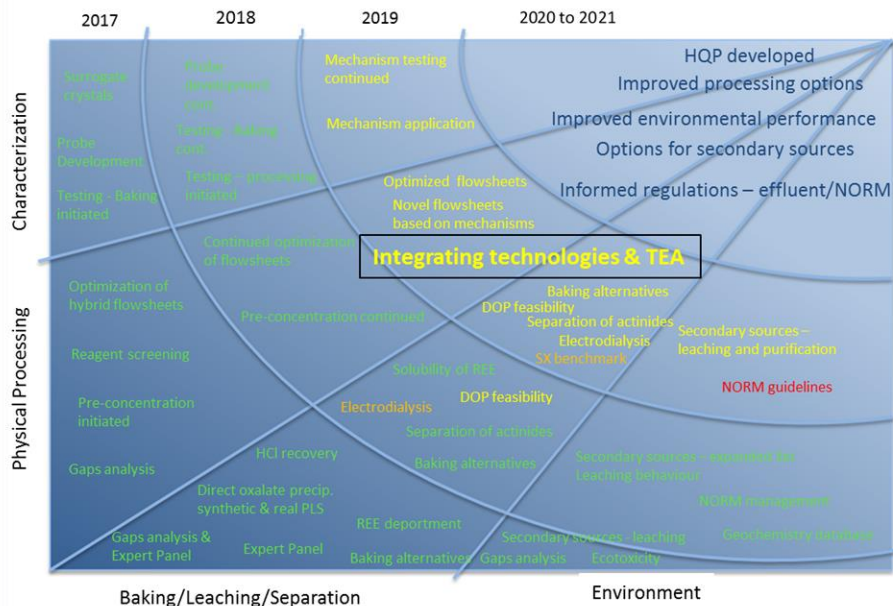 2017
2018
2019
2020 to 2021
Characterization
Physical Processing
Surrogate
crystals
Probe
Development
Testing - Baking
initiated
Probe
development
cont.
Testing - Baking
cont.
Testing – processing
initiated
Mechanism testing
continued
Mechanism application
Optimized flowsheets
Novel flowsheets
based on mechanisms
HQP developed
Improved processing options
Improved environmental performance
Options for secondary sources
Informed regulations – effluent/NORM
Integrating technologies & TEA
Continued optimization
of flowsheets
Optimization of
hybrid flowsheets
Pre-concentration continued
Reagent screening
Pre-concentration
initiated
Gaps analysis
Baking alternatives
DOP feasibility
Separation of actinides
Electrodialysis
SX benchmark
Secondary sources –
leaching and purification
NORM guidelines
Solubility of REE
Electrodialysis
DOP feasibility
Separation of actinides
Baking alternatives
HCl recovery
Direct oxalate precip.
synthetic & real PLS
REE deportment
Gaps analysis &
Expert Panel
Expert Panel
Baking alternatives
Secondary sources – expanded for
Leaching behaviour
NORM management
Geochemistry database
Secondary sources - leaching
Gaps analysis
Ecotoxicity
Baking/Leaching/Separation
Environment